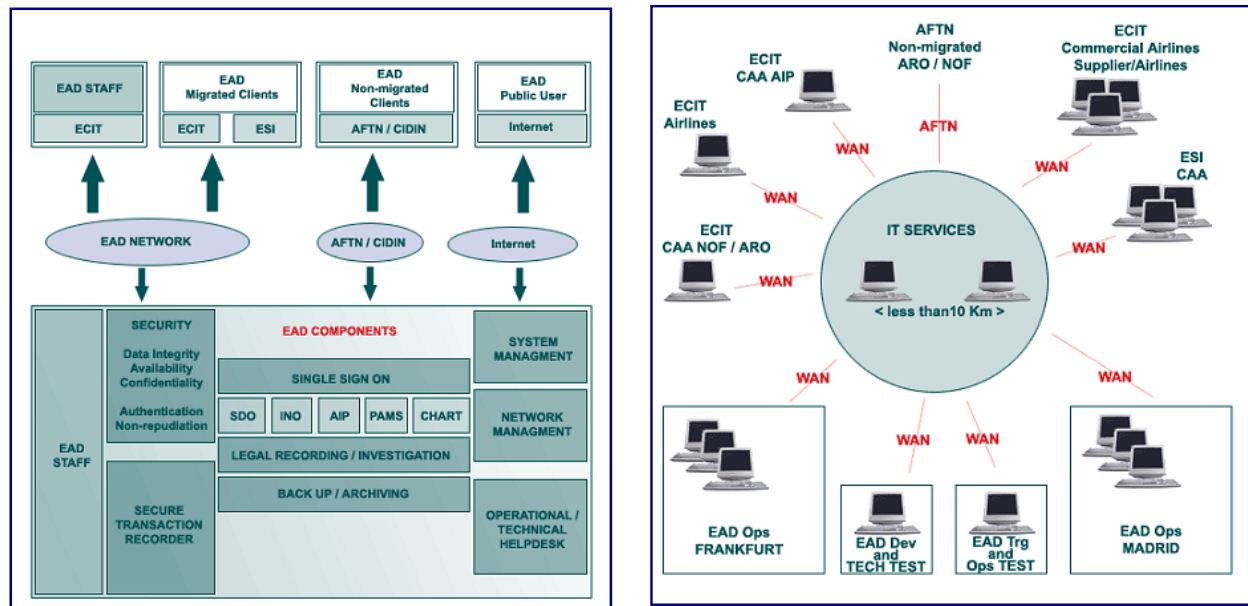 EAD STAFF
ECIT
EAD
Migrated Clients
ECIT
ESI
EAD
Non-migrated
Clients
AFTN / CIDIN
EAD
Public User
Internet
EAD NETWORK
AFTN / CIDIN
Internet
EAD
STAFF
SECURITY
Data Integrity
Availability
Confidentiality
Authentication
Non-repudiation
SECURE
TRANSACTION
RECORDER
EAD COMPONENTS
SINGLE SIGN ON
SDO
INO
AIP
PAMS
CHART
LEGAL RECORDING / INVESTIGATION
BACK UP / ARCHIVING
SYSTEM
MANAGMENT
NETWORK
MANAGMENT
OPERATIONAL /
TECHNICAL
HELPDESK
AFTN
Non-migrated
ARO / NOF
ECIT
Commercial Airlines
Supplier/Airlines
ECIT
CAA AIP
ECIT
Airlines
ESI
CAA
ECIT
CAA NOF / ARO
AFTN
WAN
WAN
WAN
WAN
WAN
WAN
IT SERVICES
< less than10 Km >
WAN
WAN
WAN
WAN
EAD Ops
FRANKFURT
EAD Dev
and
TECH TEST
EAD Trg
and
Ops TEST
EAD Ops
MADRID